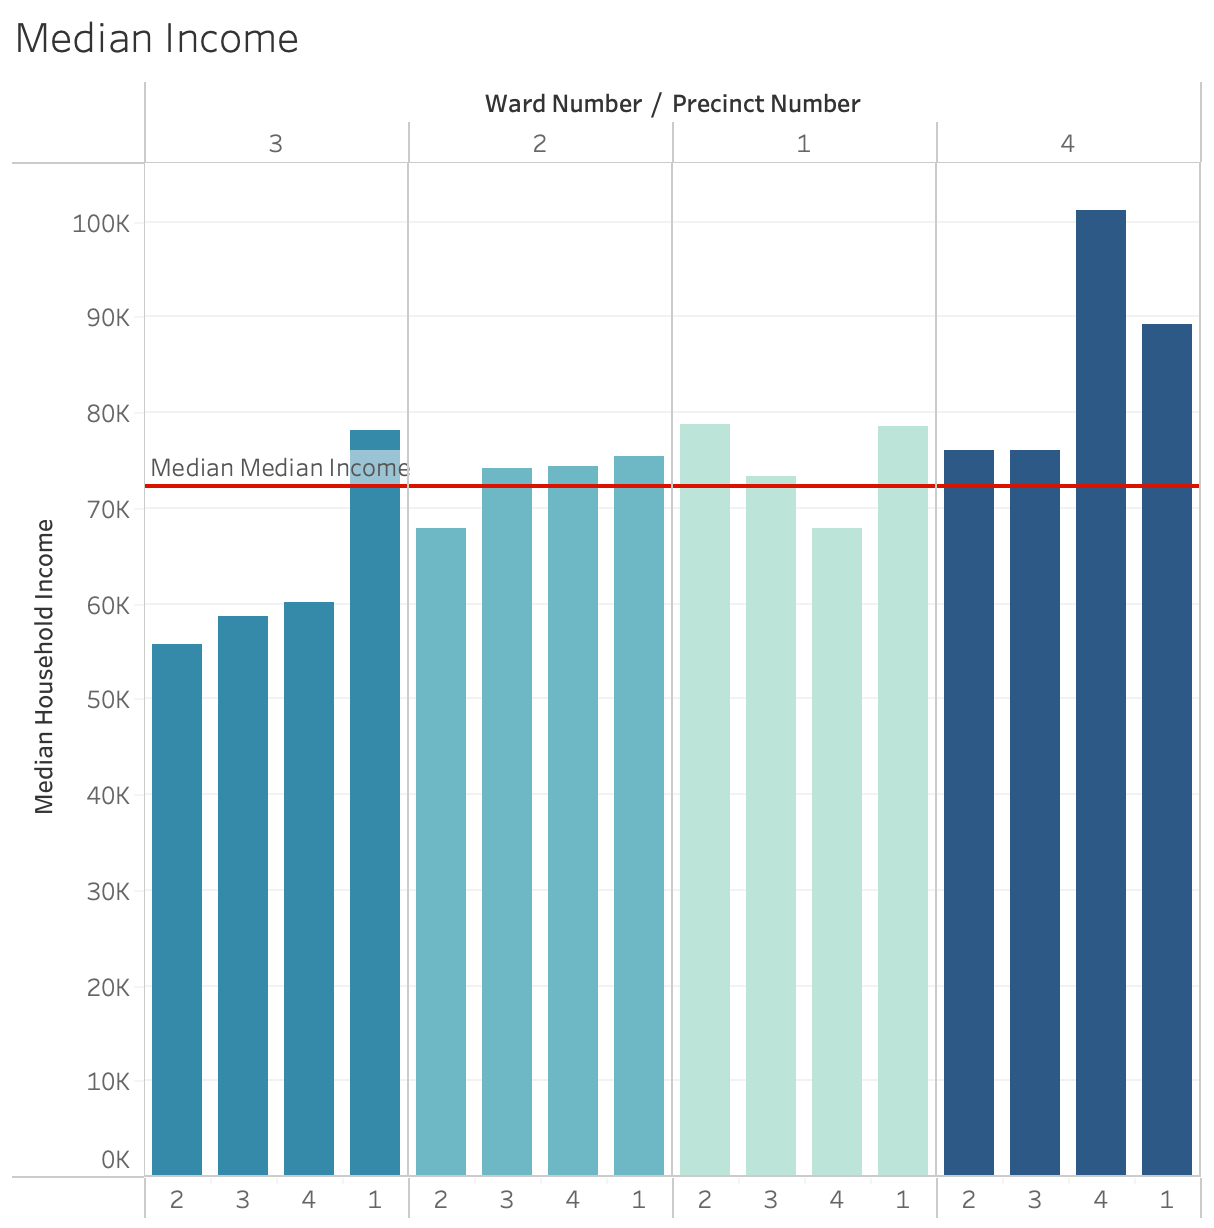 Median Income
Ward Number / Precinct Number
3 2 1 4
100K
90K
80K
Median Median Income
70K
60K
50K
40K
30K
20K
10K
0K
Median Household Income
2 3 4 1 2 3 4 1 2 3 4 1 2 3 4 1